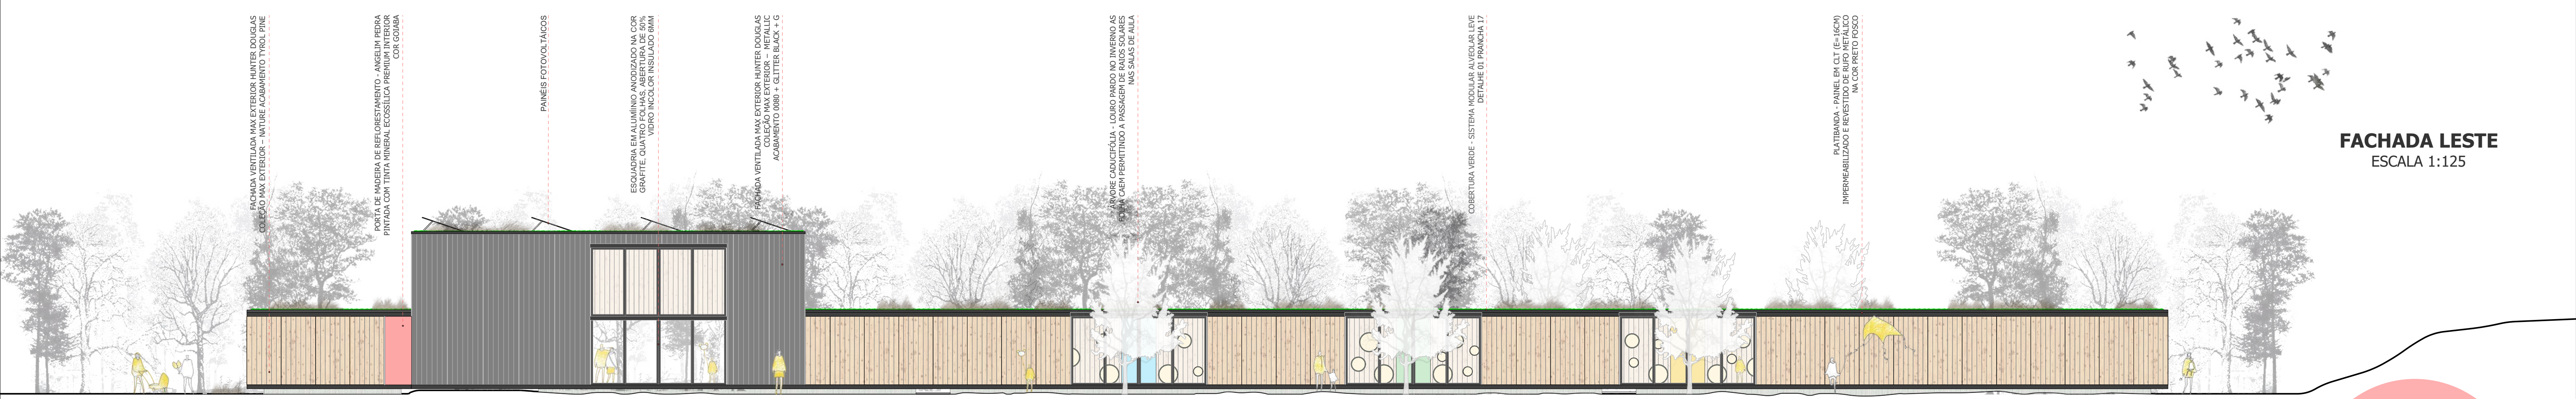 FACHADA VENTILADA MAX EXTERIOR HUNTER DOUGLAS
COLEÇÃO MAX EXTERIOR – NATURE ACABAMENTO TYROL PINE
PORTA DE MADEIRA DE REFLORESTAMENTO - ANGELIM PEDRA
PINTADA COM TINTA MINERAL ECOSSÍLICA PREMIUM INTERIOR
COR GOIABA
PAINÉIS FOTOVOLTÁICOS
ESQUADRIA EM ALUMÍNIO ANODIZADO NA COR
GRAFITE, QUATRO FOLHAS, ABERTURA DE 50%
VIDRO INCOLOR INSULADO 6MM
FACHADA VENTILADA MAX EXTERIOR HUNTER DOUGLAS
COLEÇÃO MAX EXTERIOR – METALLIC
ACABAMENTO 0080 + GLITTER BLACK + G
ÁRVORE CADUCIFÓLIA - LOURO PARDO NO INVERNO AS
FOLHA CAEM PERMITINDO A PASSAGEM DE RAIOS SOLARES
NAS SALAS DE AULA
COBERTURA VERDE - SISTEMA MODULAR ALVEOLAR LEVE
DETALHE 01 PRANCHA 17
PLATIBANDA - PAINEL EM CLT (E=16CM)
IMPERMEABILIZADO E REVESTIDO DE RUFO METÁLICO
NA COR PRETO FOSCO
FACHADA LESTE
ESCALA 1:125